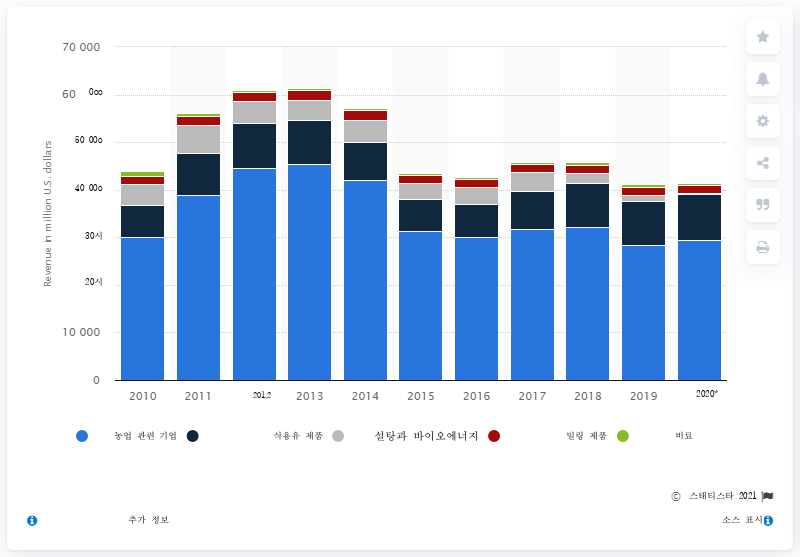 70 000
60 000
50 000
40 000
30시
20시
10 000
0
Revenue in million U.S. dollars
2010 2011 2012 2013 2014 2015 2016 2017 2018 2019 2020*
농업 관련 기업 식용유 제품 설탕과 바이오에너지 밀링 제품 비료
© 스태티스타 2021
추가 정보 소스 표시